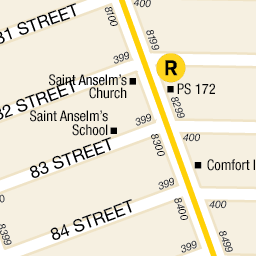 8100
400
81 STREET
8199
399
R
Saint Anselm's
Church
PS 172
8299
82 STREET
Saint Anselm's
School
399
8300
400
83 STREET
Comfort
399
400
84 STREET
8400
8399
8499